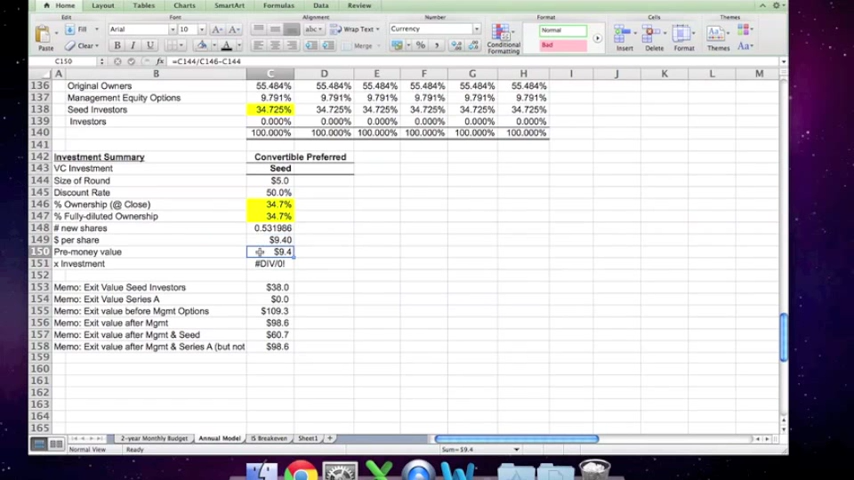 Home Layout Tables Charts SmartArt Formulas Data Review
Font Alignment Number Format Cells Themes
Paste Fill Arial 10 abc Wrap Text Currency Normal
Clear B I U A Merge % Conditional Formatting Bad Insert Delete Format Themes Aa
C150 fx =C144/C146-C144
A B C D E F G H I J K L M
136 Original Owners 55.484% 55.484% 55.484% 55.484% 55.484% 55.484%
137 Management Equity Options 9.791% 9.791% 9.791% 9.791% 9.791% 9.791%
138 Seed Investors 34.725% 34.725% 34.725% 34.725% 34.725% 34.725%
139 Investors 0.000% 0.000% 0.000% 0.000% 0.000% 0.000%
140 100.000% 100.000% 100.000% 100.000% 100.000% 100.000%
141
142 Investment Summary Convertible Preferred
143 VC Investment Seed
144 Size of Round $5.0
145 Discount Rate 50.0%
146 % Ownership (@ Close) 34.7%
147 % Fully-diluted Ownership 34.7%
148 # new shares 0.531986
149 $ per share $9.40
150 Pre-money value $9.4
151 x Investment #DIV/0!
152
153 Memo: Exit Value Seed Investors $38.0
154 Memo: Exit Value Series A $0.0
155 Memo: Exit value before Mgmt Options $109.3
156 Memo: Exit value after Mgmt $98.6
157 Memo: Exit value after Mgmt & Seed $60.7
158 Memo: Exit value after Mgmt & Series A (but not $98.6
159
160
161
162
163
164
165
2-year Monthly Budget Annual Model IS Breakeven Sheet1 +
Normal View Ready Sum=$9.4